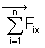 n
→
∑F_ix
i=1